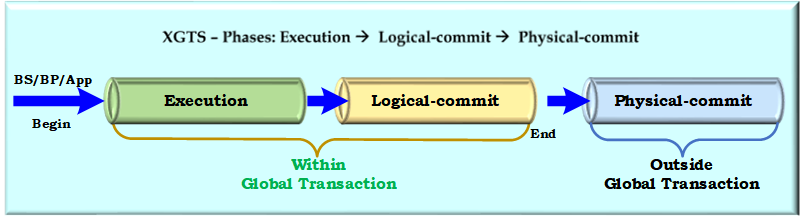 XGTS – Phases: Execution → Logical-commit → Physical-commit
BS/BP/App
Begin
Execution
Logical-commit
End
Physical-commit
Within
Global Transaction
Outside
Global Transaction